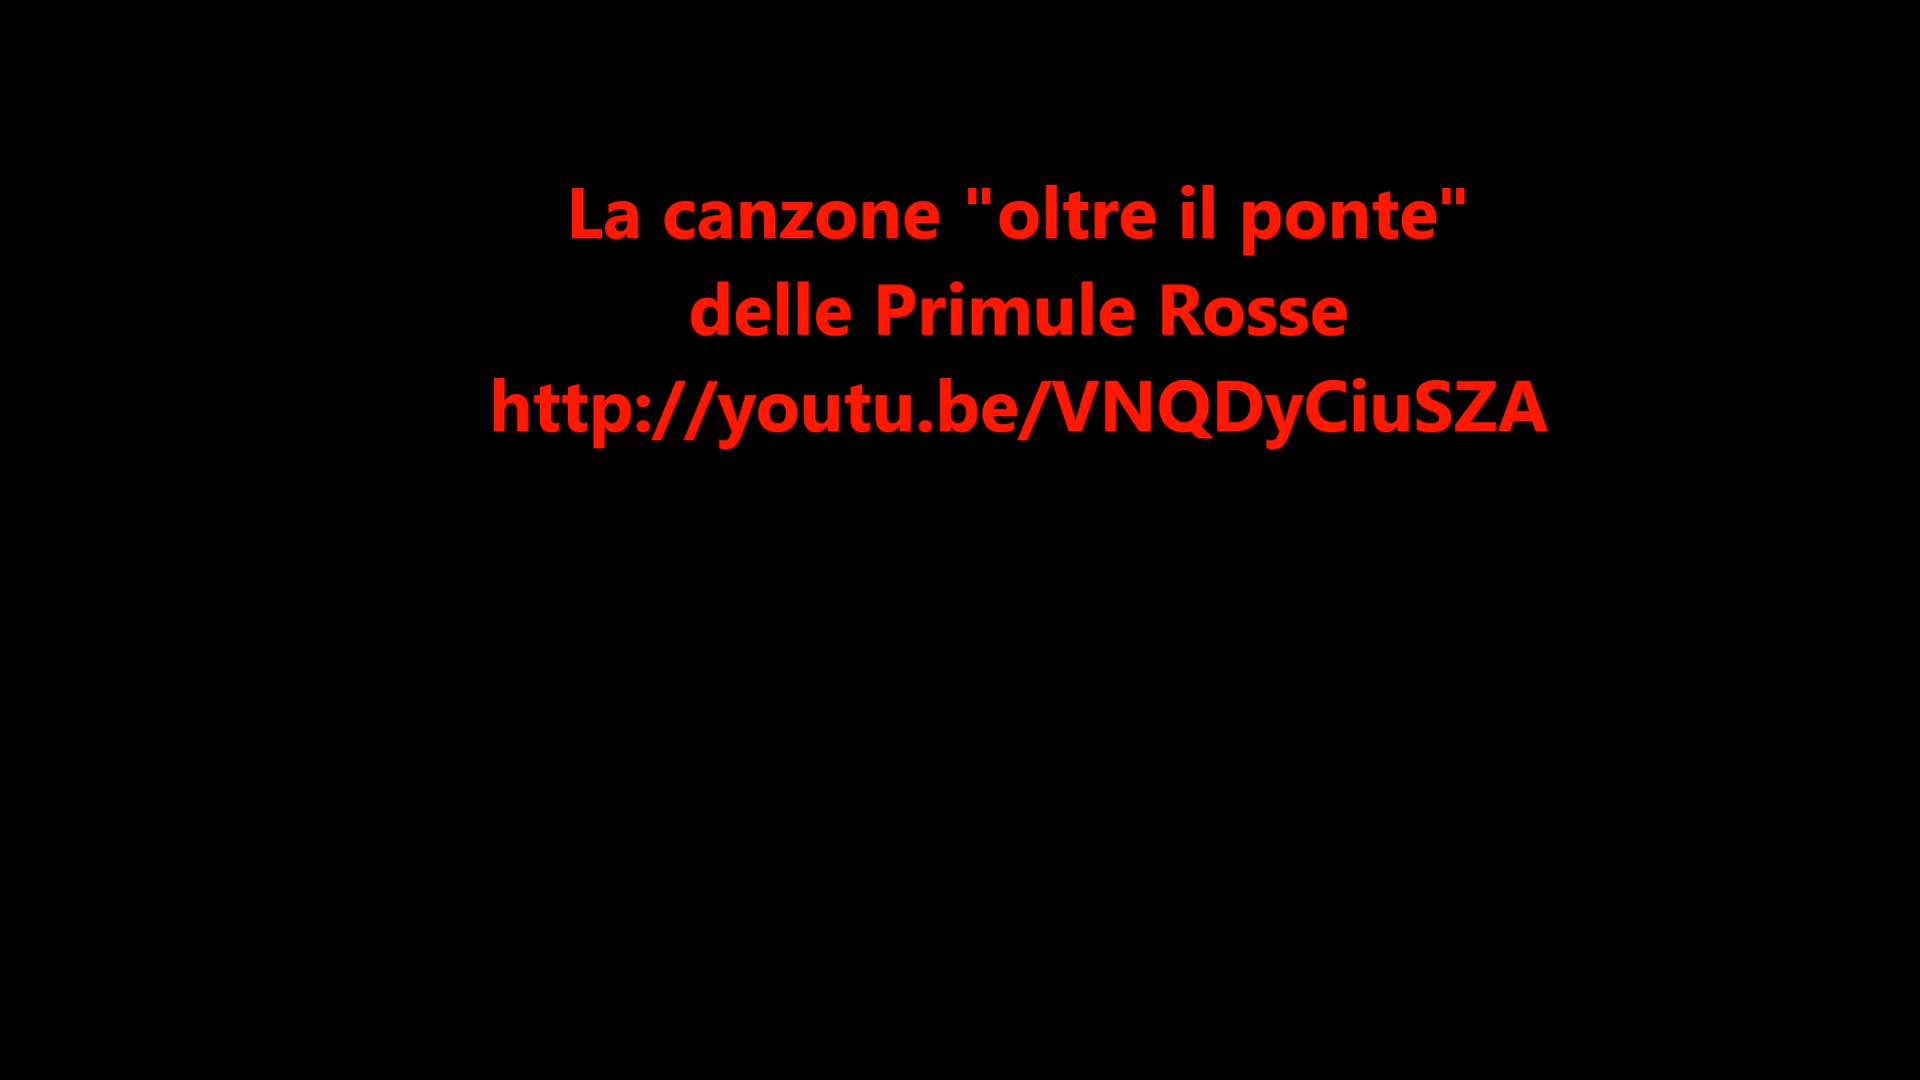 La canzone "oltre il ponte"
delle Primule Rosse
http://youtu.be/VNQDyCiuSZA